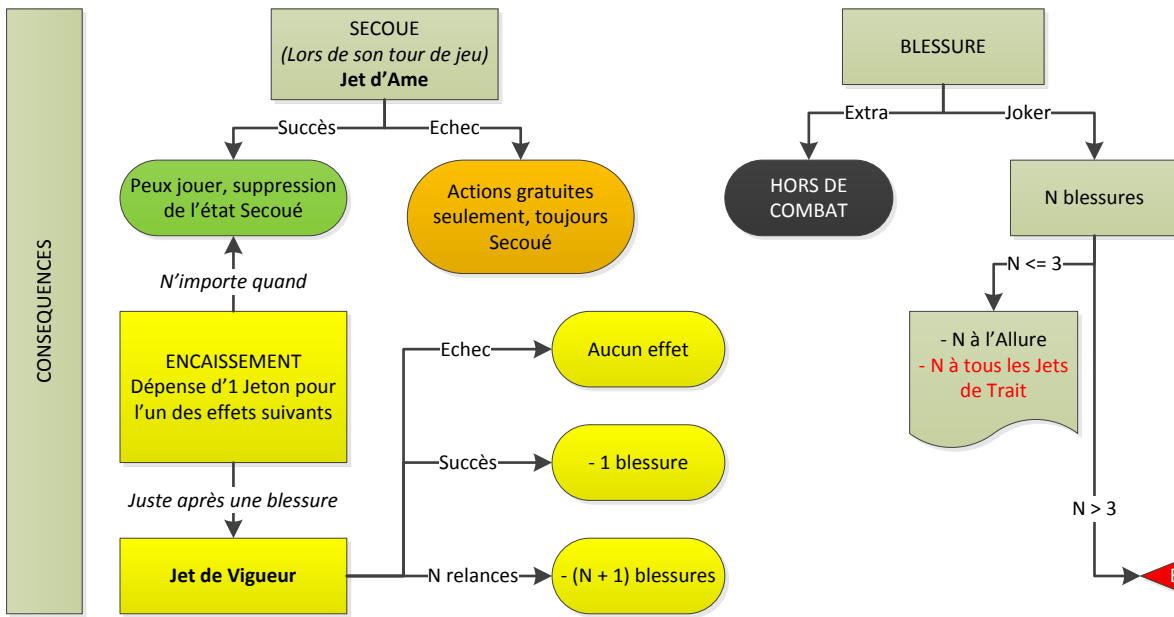 CONSEQUENCES
SECOUE
(Lors de son tour de jeu)
Jet d'Ame
Succès
Echec
Peux jouer, suppression
de l'état Secoué
Actions gratuites
seulement, toujours
Secoué
N'importe quand
ENCAISSEMENT
Dépense d'1 Jeton pour
l'un des effets suivants
Juste après une blessure
Jet de Vigueur
Echec
Aucun effet
Succès
- 1 blessure
N relances
- (N + 1) blessures
BLESSURE
Extra
Joker
HORS DE
COMBAT
N blessures
N <= 3
- N à l'Allure
- N à tous les Jets
de Trait
N > 3